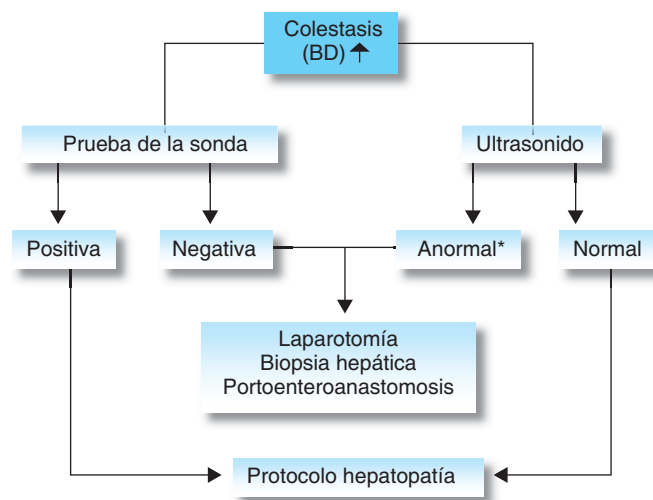 Colestasis
(BD) ↑
Prueba de la sonda
Ultrasonido
Positiva
Negativa
Anormal*
Normal
Laparotomía
Biopsia hepática
Portoenteroanastomosis
Protocolo hepatopatía